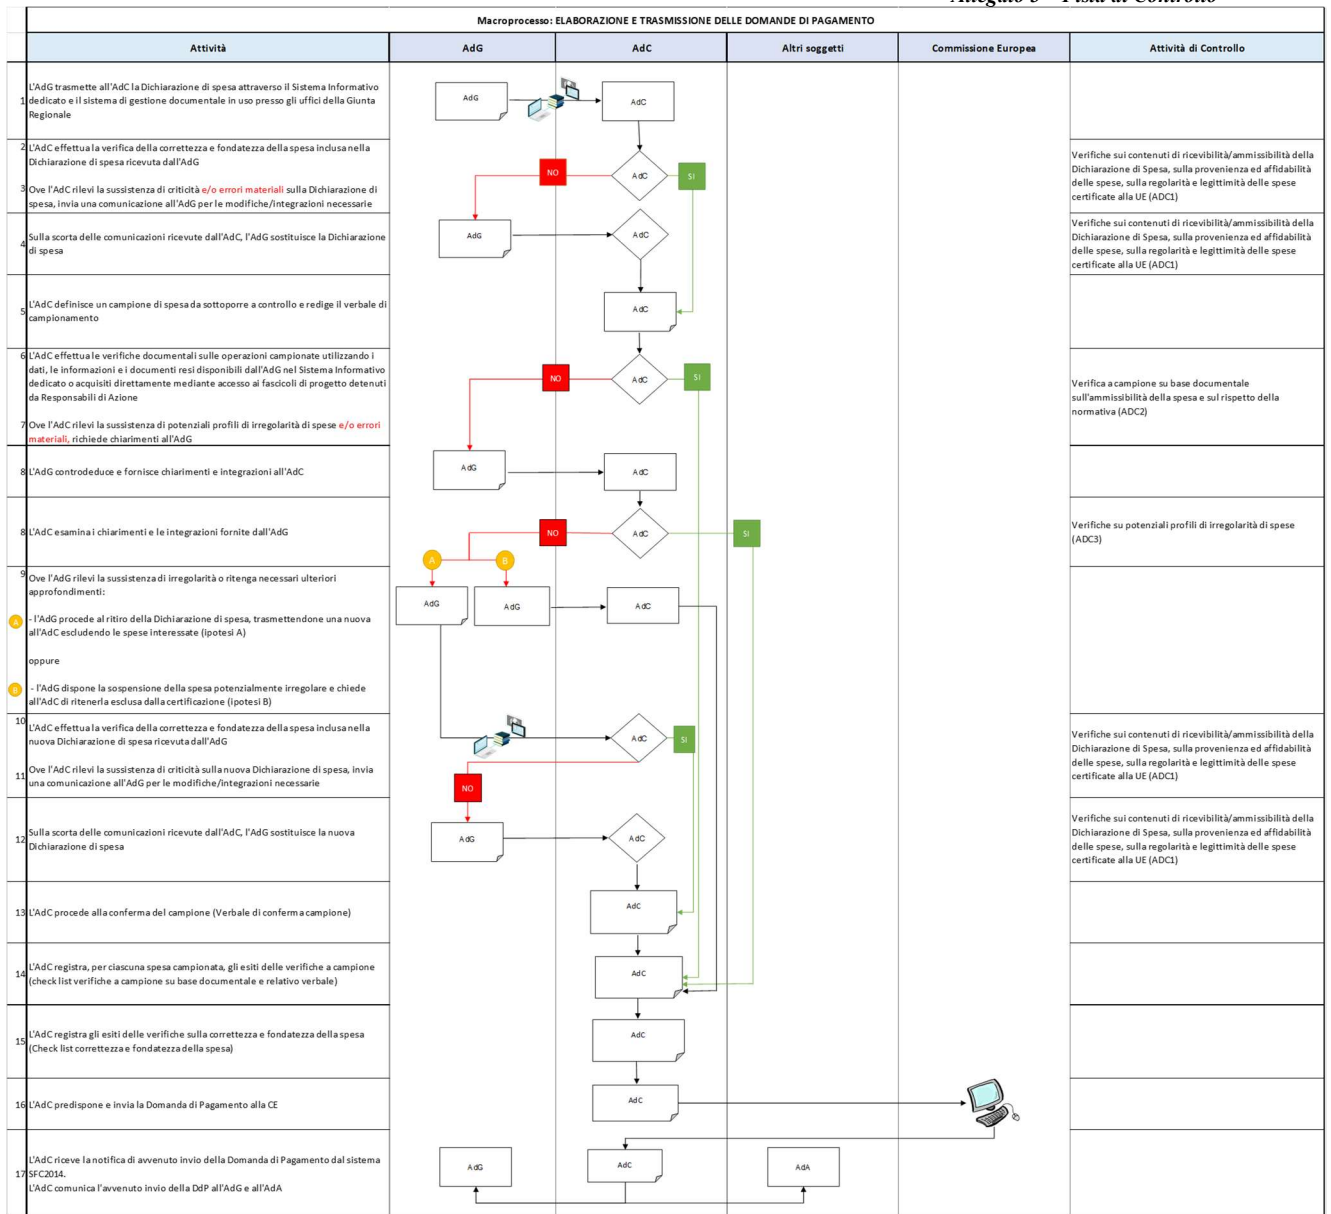 Allegato 3 – Pista di Controllo
Macroprocesso: ELABORAZIONE E TRASMISSIONE DELLE DOMANDE DI PAGAMENTO
Attività
AdG
AdC
Altri soggetti
Commissione Europea
Attività di Controllo
1
L'AdG trasmette all'AdC la Dichiarazione di spesa attraverso il Sistema Informativo
dedicato e il sistema di gestione documentale in uso presso gli uffici della Giunta
Regionale
AdG
AdC
2
L'AdC effettua la verifica della correttezza e fondatezza della spesa inclusa nella
Dichiarazione di spesa ricevuta dall'AdG
3
Ove l'AdC rilevi la sussistenza di criticità e/o errori materiali sulla Dichiarazione di
spesa, invia una comunicazione all'AdG per le modifiche/integrazioni necessarie
NO
AdC
SI
Verifiche sui contenuti di ricevibilità/ammissibilità della
Dichiarazione di Spesa, sulla provenienza ed affidabilità
delle spese, sulla regolarità e legittimità delle spese
certificate alla UE (ADC1)
4
Sulla scorta delle comunicazioni ricevute dall'AdC, l'AdG sostituisce la Dichiarazione
di spesa
AdG
AdC
Verifiche sui contenuti di ricevibilità/ammissibilità della
Dichiarazione di Spesa, sulla provenienza ed affidabilità
delle spese, sulla regolarità e legittimità delle spese
certificate alla UE (ADC1)
5
L'AdC definisce un campione di spesa da sottoporre a controllo e redige il verbale di
campionamento
AdC
6
L'AdC effettua le verifiche documentali sulle operazioni campionate utilizzando i
dati, le informazioni e i documenti resi disponibili dall'AdG nel Sistema Informativo
dedicato o acquisiti direttamente mediante accesso ai fascicoli di progetto detenuti
da Responsabili di Azione
7
Ove l'AdC rilevi la sussistenza di potenziali profili di irregolarità di spese e/o errori
materiali, richiede chiarimenti all'AdG
NO
AdC
SI
Verifica a campione su base documentale
sull'ammissibilità della spesa e sul rispetto della
normativa (ADC2)
8
L'AdG controdeduce e fornisce chiarimenti e integrazioni all'AdC
AdG
AdC
8
L'AdC esamina i chiarimenti e le integrazioni fornite dall'AdG
NO
AdC
SI
Verifiche su potenziali profili di irregolarità di spese
(ADC3)
A
B
9
Ove l'AdG rilevi la sussistenza di irregolarità o ritenga necessari ulteriori
approfondimenti:
A
- l'AdG procede al ritiro della Dichiarazione di spesa, trasmettendone una nuova
all'AdC escludendo le spese interessate (ipotesi A)
oppure
B
- l'AdG dispone la sospensione della spesa potenzialmente irregolare e chiede
all'AdC di ritenerla esclusa dalla certificazione (ipotesi B)
AdG
AdG
AdC
10
L'AdC effettua la verifica della correttezza e fondatezza della spesa inclusa nella
nuova Dichiarazione di spesa ricevuta dall'AdG
11
Ove l'AdC rilevi la sussistenza di criticità sulla nuova Dichiarazione di spesa, invia
una comunicazione all'AdG per le modifiche/integrazioni necessarie
AdC
SI
NO
Verifiche sui contenuti di ricevibilità/ammissibilità della
Dichiarazione di Spesa, sulla provenienza ed affidabilità
delle spese, sulla regolarità e legittimità delle spese
certificate alla UE (ADC1)
12
Sulla scorta delle comunicazioni ricevute dall'AdC, l'AdG sostituisce la nuova
Dichiarazione di spesa
AdG
AdC
Verifiche sui contenuti di ricevibilità/ammissibilità della
Dichiarazione di Spesa, sulla provenienza ed affidabilità
delle spese, sulla regolarità e legittimità delle spese
certificate alla UE (ADC1)
13
L'AdC procede alla conferma del campione (Verbale di conferma campione)
AdC
14
L'AdC registra, per ciascuna spesa campionata, gli esiti delle verifiche a campione
(check list verifiche a campione su base documentale e relativo verbale)
AdC
15
L'AdC registra gli esiti delle verifiche sulla correttezza e fondatezza della spesa
(Check list correttezza e fondatezza della spesa)
AdC
16
L'AdC predispone e invia la Domanda di Pagamento alla CE
AdC
17
L'AdC riceve la notifica di avvenuto invio della Domanda di Pagamento dal sistema
SFC2014.
L'AdC comunica l'avvenuto invio della DdP all'AdG e all'AdA
AdG
AdC
AdA